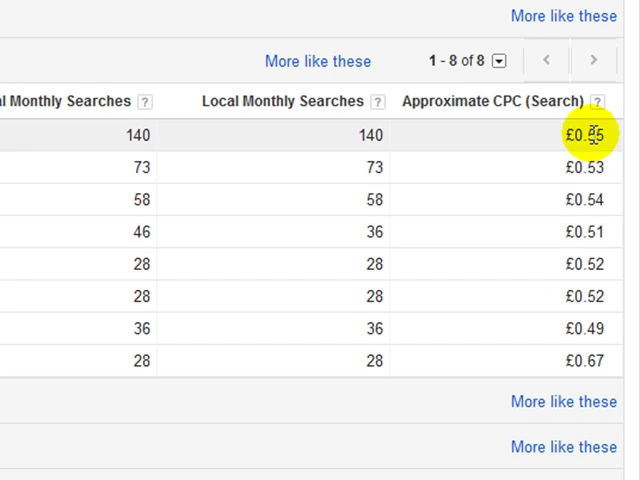 More like these
More like these 1 - 8 of 8
l Monthly Searches ? Local Monthly Searches ? Approximate CPC (Search) ?
140 140
73 73 £0.53
58 58 £0.54
46 36 £0.51
28 28 £0.52
28 28 £0.52
36 36 £0.49
28 28 £0.67
More like these
More like these